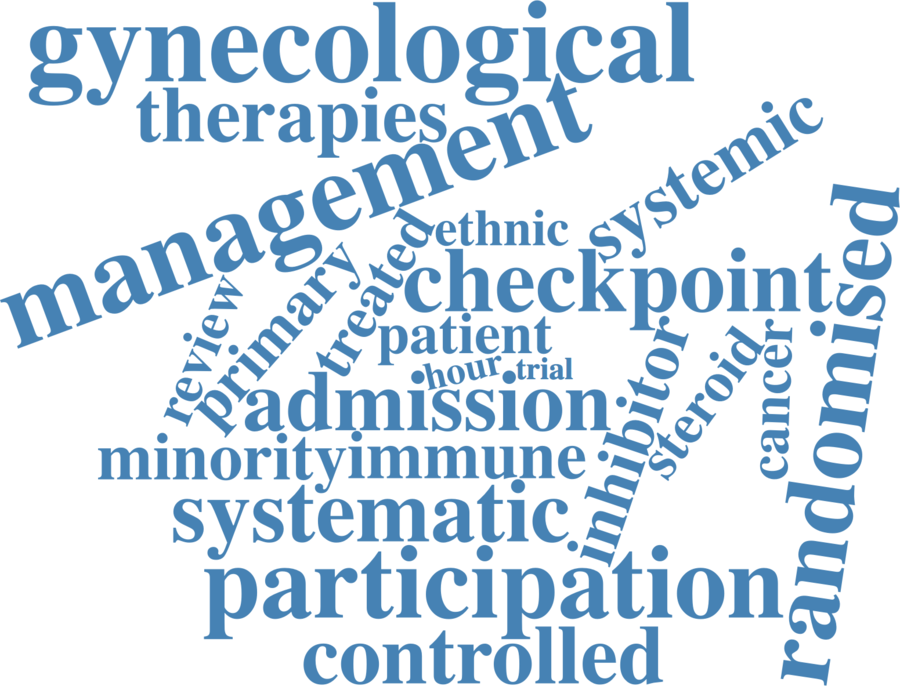 gynecological
therapies
management
systemic
ethnic
treated
checkpoint
randomised
primary
review
patient
hour
trial
inhibitor
steroid
cancer
admission
minority
immune
systematic
participation
controlled